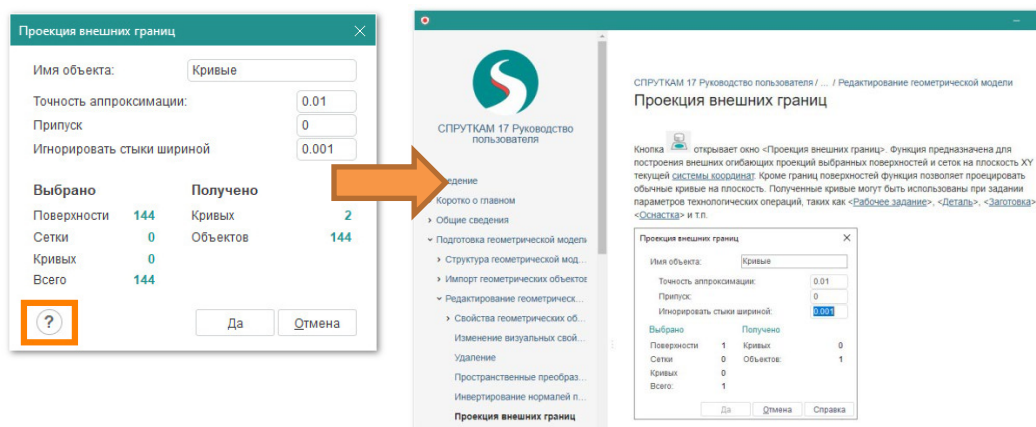 Проекция внешних границ
Имя объекта: Кривые
Точность аппроксимации: 0.01
Припуск 0
Игнорировать стыки шириной 0.001
Выбрано Получено
Поверхности 144 Кривых 2
Сетки 0 Объектов 144
Кривых 0
Всего 144
? Да Отмена
СПРУТКАМ 17 Руководство
пользователя
едение
Коротко о главном
Общие сведения
Подготовка геометрической модели
Структура геометрической мод...
Импорт геометрических объектов
Редактирование геометрическ...
Свойства геометрических об...
Изменение визуальных свой...
Удаление
Пространственные преобраз...
Инвертирование нормалей п...
Проекция внешних границ
СПРУТКАМ 17 Руководство пользователя / ... / Редактирование геометрической модели
Проекция внешних границ
Кнопка открывает окно <Проекция внешних границ>. Функция предназначена для
построения внешних огибающих проекций выбранных поверхностей и сеток на плоскость XY
текущей системы координат. Кроме границ поверхностей функция позволяет проецировать
обычные кривые на плоскость. Полученные кривые могут быть использованы при задании
параметров технологических операций, таких как <Рабочее задание>, <Деталь>, <Заготовка>
<Оснастка> и т.п.
Проекция внешних границ
Имя объекта: Кривые
Точность аппроксимации: 0.01
Припуск: 0
Игнорировать стыки шириной: 0.001
Выбрано Получено
Поверхности 1 Кривых 0
Сетки 0 Объектов: 1
Кривых 0
Всего: 1
Да Отмена Справка